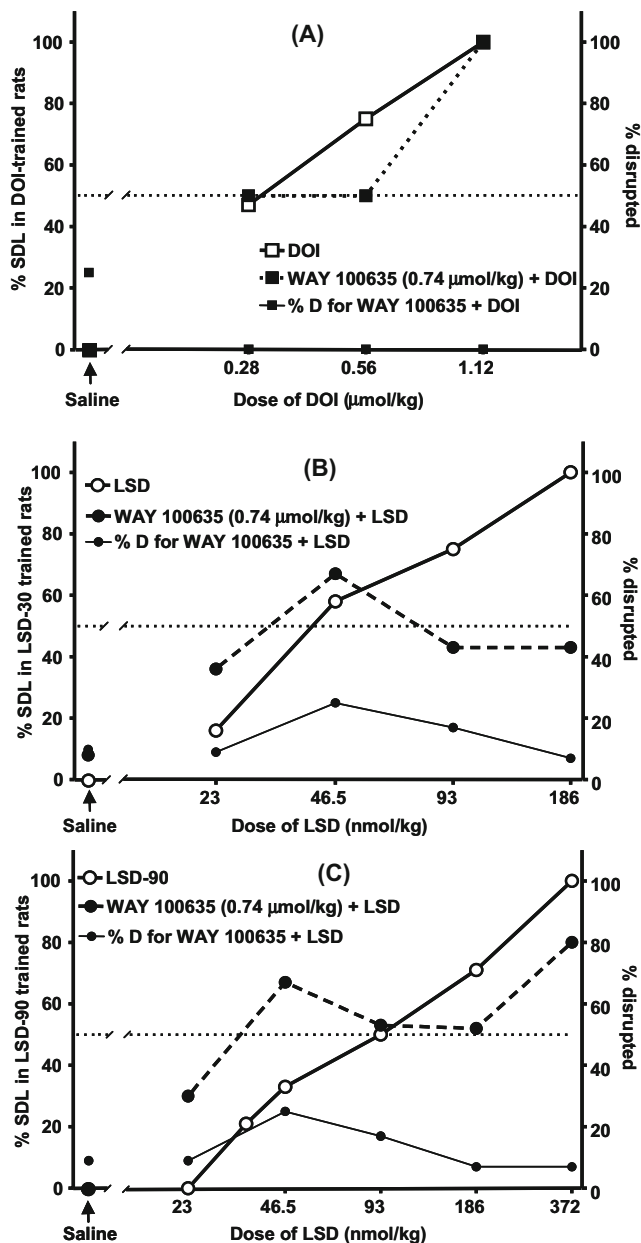 (A)
100
80
60
40
20
0
% SDL in DOI-trained rats
100
80
60
40
20
0
% disrupted
DOI
WAY 100635 (0.74 µmol/kg) + DOI
% D for WAY 100635 + DOI
0.28 0.56 1.12
Saline
Dose of DOI (µmol/kg)
(B)
100
80
60
40
20
0
% SDL in LSD-30 trained rats
100
80
60
40
20
0
% disrupted
LSD
WAY 100635 (0.74 µmol/kg) + LSD
% D for WAY 100635 + LSD
23 46.5 93 186
Saline
Dose of LSD (nmol/kg)
(C)
100
80
60
40
20
0
% SDL in LSD-90 trained rats
100
80
60
40
20
0
% disrupted
LSD-90
WAY 100635 (0.74 µmol/kg) + LSD
% D for WAY 100635 + LSD
23 46.5 93 186 372
Saline
Dose of LSD (nmol/kg)